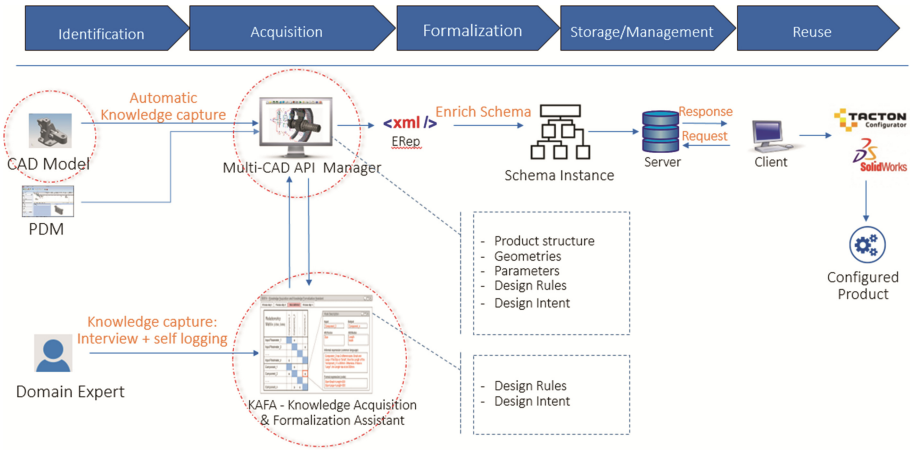 Identification
Acquisition
Formalization
Storage/Management
Reuse
Automatic
Knowledge capture
CAD Model
PDM
Multi-CAD API Manager
<xml />
ERep
Enrich Schema
Schema Instance
Server
Response
Request
Client
TACTON
Configurator
SolidWorks
Configured
Product
- Product structure
- Geometries
- Parameters
- Design Rules
- Design Intent
Knowledge capture:
Interview + self logging
Domain Expert
KAFA - Knowledge Acquisition
& Formalization Assistant
- Design Rules
- Design Intent